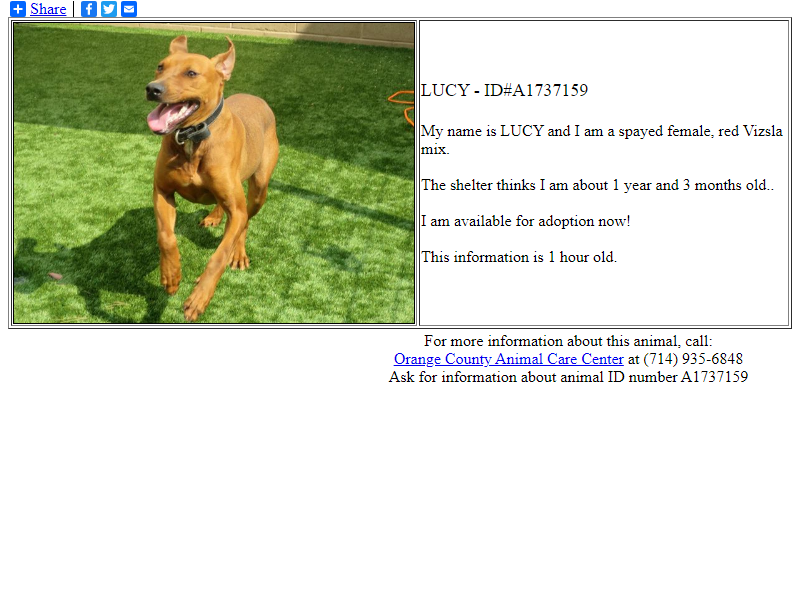 Share |
LUCY - ID#A1737159
My name is LUCY and I am a spayed female, red Vizsla
mix.
The shelter thinks I am about 1 year and 3 months old..
I am available for adoption now!
This information is 1 hour old.
For more information about this animal, call:
Orange County Animal Care Center at (714) 935-6848
Ask for information about animal ID number A1737159